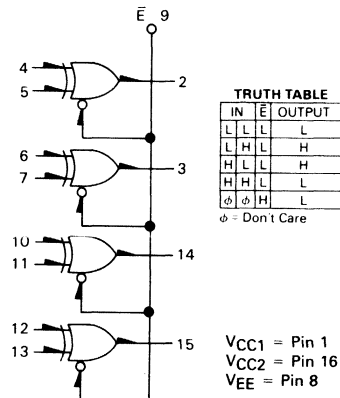 Ē 9
4
5
2
6
7
3
10
11
14
12
13
15
TRUTH TABLE
IN Ē OUTPUT
L L L L
L H L H
H L L H
H H L L
ϕ ϕ H L
ϕ = Don't Care
VCC1 = Pin 1
VCC2 = Pin 16
VEE = Pin 8